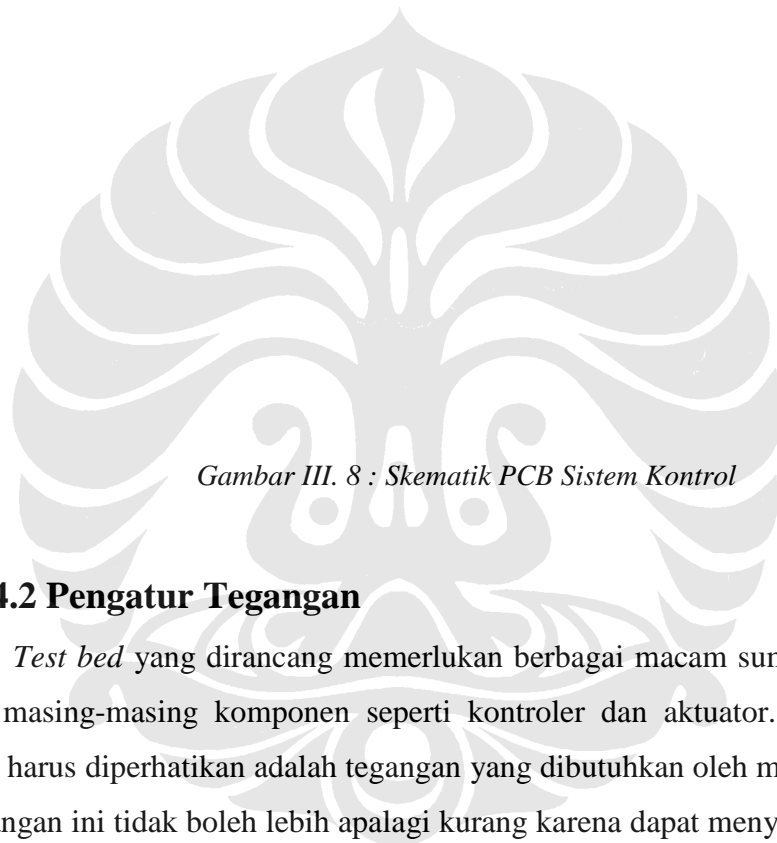 Gambar III. 8 : Skematik PCB Sistem Kontrol
4.2 Pengatur Tegangan
Test bed yang dirancang memerlukan berbagai macam
masing-masing komponen seperti kontroler dan aktuator.
harus diperhatikan adalah tegangan yang dibutuhkan oleh
ini tidak boleh lebih apalagi kurang karena dapat